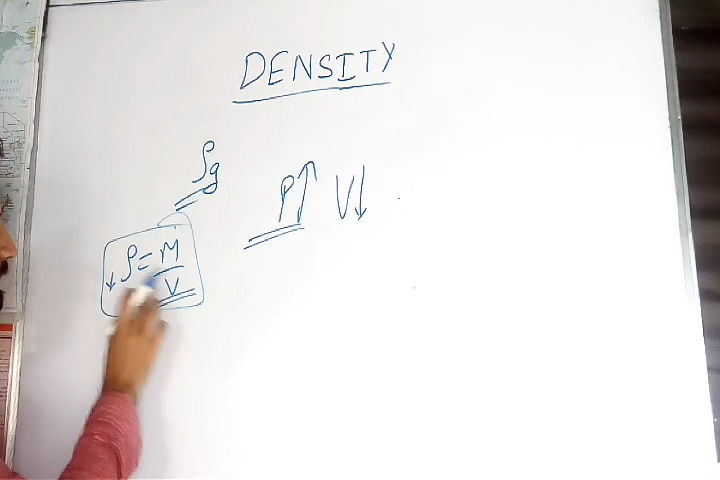 DENSITY
ρg
P↑ V↓
↓ρ = M/V